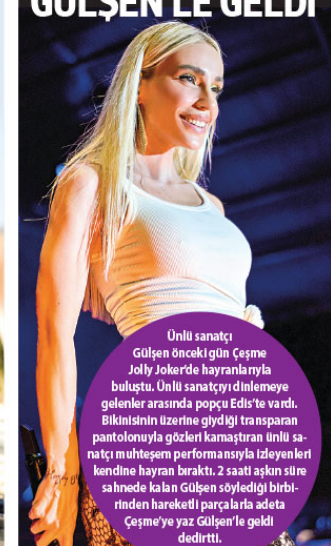 GÜLŞEN'LE GELDİ
Ünlü sanatçı
Gülşen önceki gün Çeşme
Jolly Joker'de hayranlarıyla
buluştu. Ünlü sanatçıyı dinlemeye
gelenler arasında popçu Edis'te vardı.
Bikinisinin üzerine giydiği transparan
pantolonuyla gözleri kamaştıran ünlü sa-
natçı muhteşem performansıyla izleyenleri
kendine hayran bıraktı. 2 saati aşkın süre
sahnede kalan Gülşen söylediği birbi-
rinden hareketli parçalarla adeta
Çeşme'ye yaz Gülşen'le geldi
dedirtti.